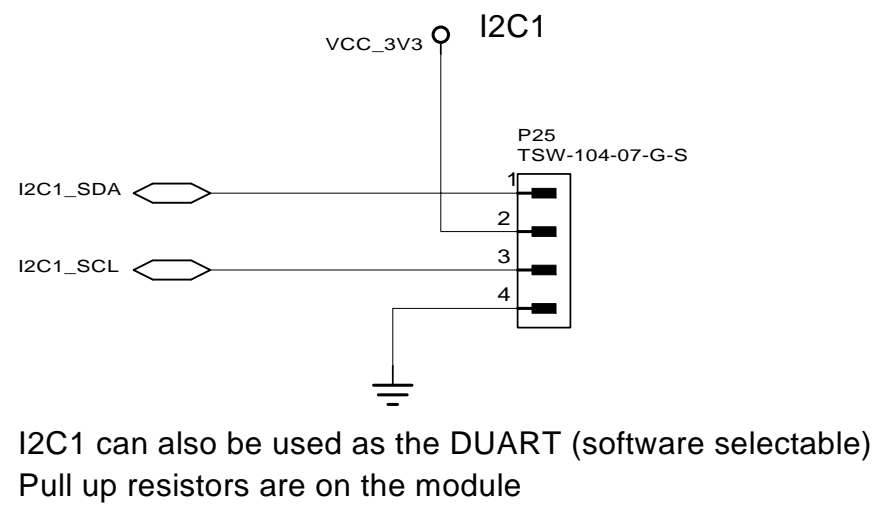 I2C1
VCC_3V3
P25
TSW-104-07-G-S
I2C1_SDA
1
2
I2C1_SCL
3
4
I2C1 can also be used as the DUART (software selectable)
Pull up resistors are on the module